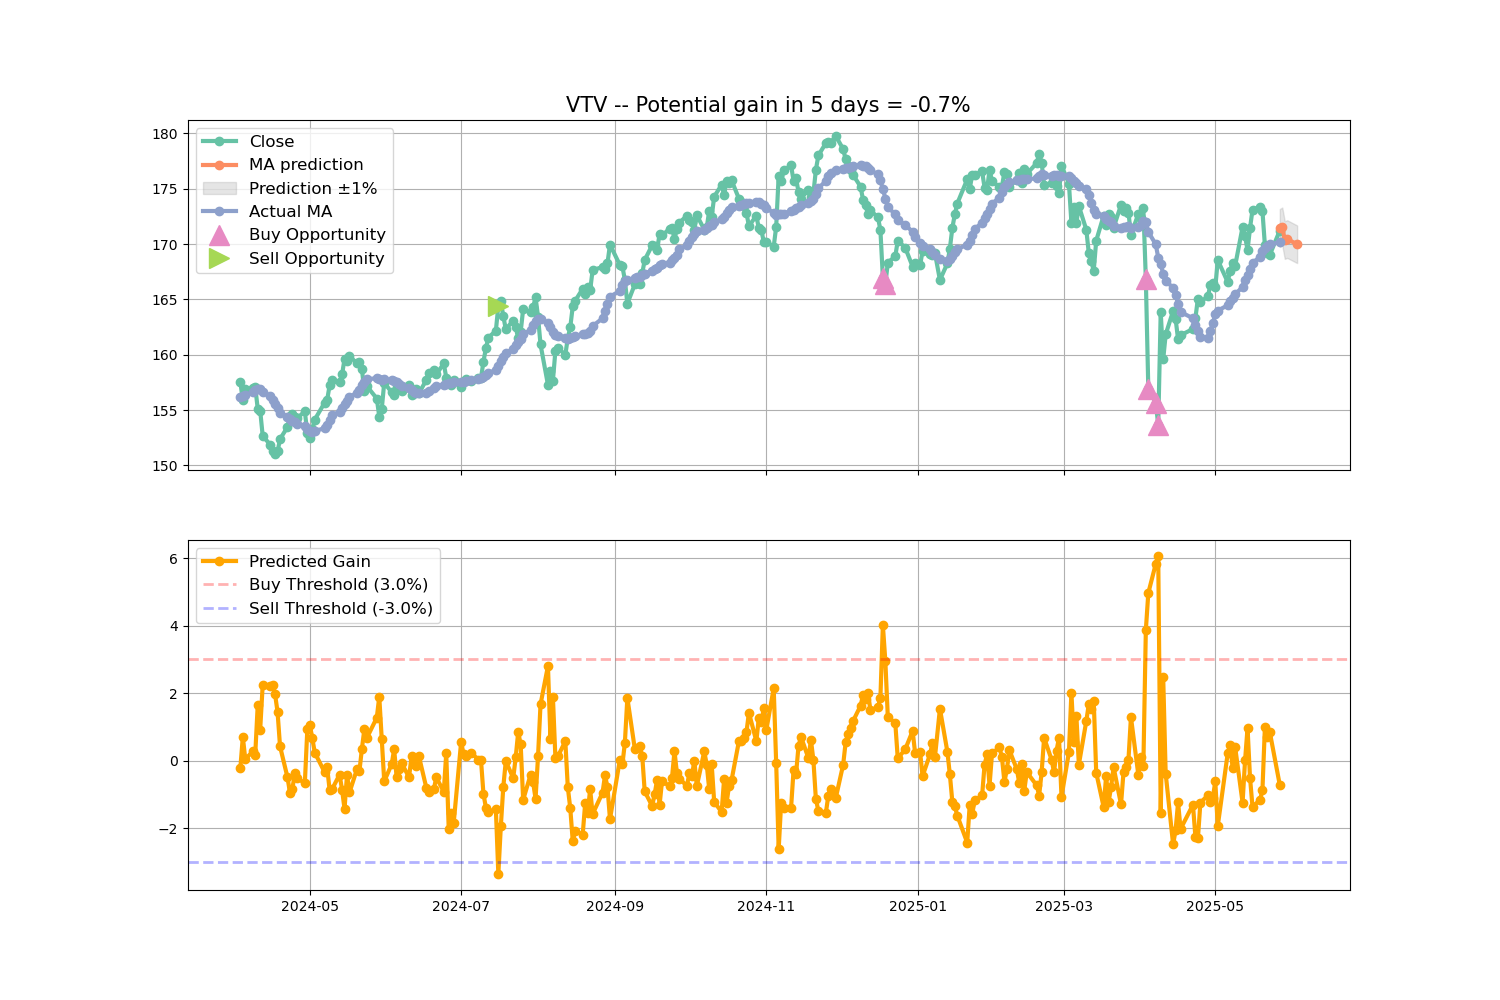 VTV -- Potential gain in 5 days = -0.7%
180
175
170
165
160
155
150
Close
MA prediction
Prediction ±1%
Actual MA
Buy Opportunity
Sell Opportunity
6
4
2
0
−2
Predicted Gain
Buy Threshold (3.0%)
Sell Threshold (-3.0%)
2024-05
2024-07
2024-09
2024-11
2025-01
2025-03
2025-05